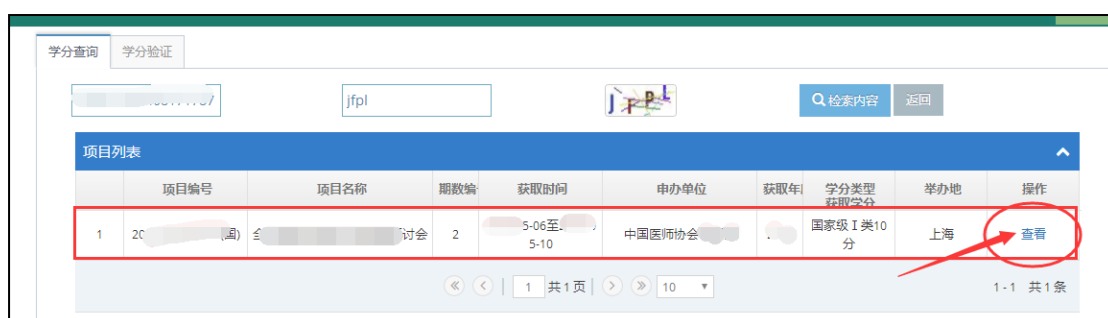 学分查询 学分验证
jfpl JFPL 检索内容 返回
项目列表
项目编号 项目名称 期数编 获取时间 申办单位 获取年 学分类型 举办地 操作
获取学分
1 20 国) 全 讨会 2 5-06至 中国医师协会 国家级Ⅰ类10 上海 查看
5-10 分
1 共1页 10 1-1 共1条